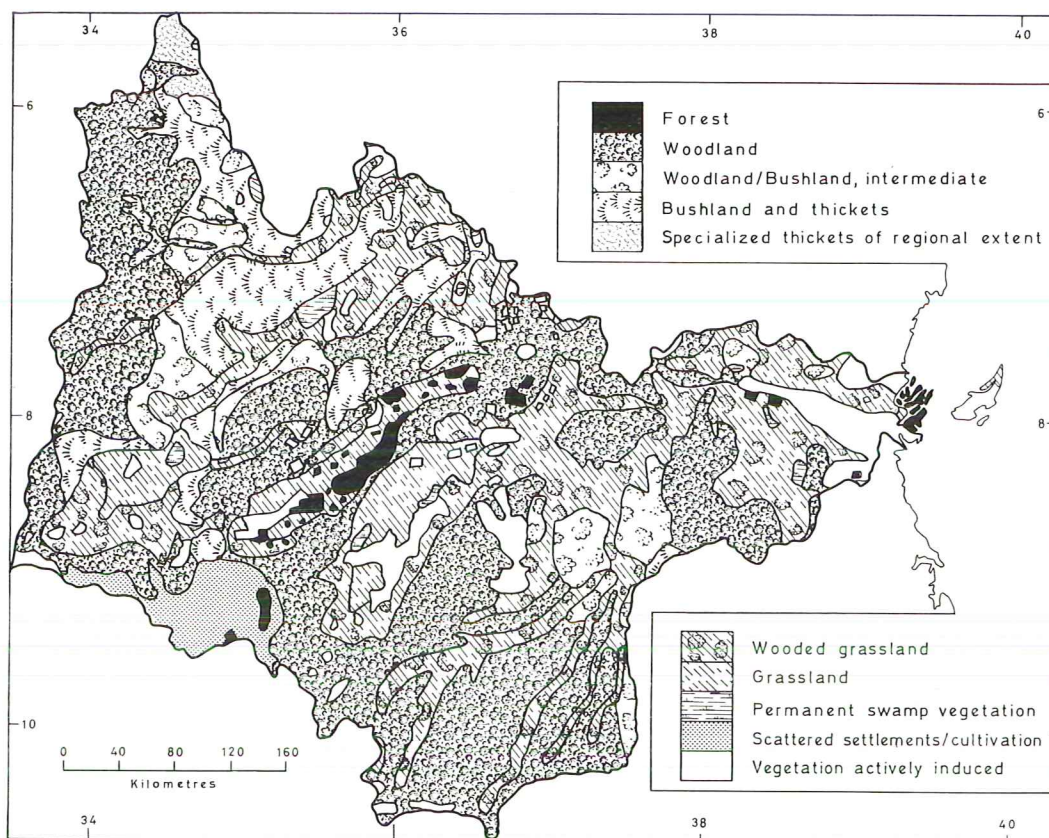 34 36 38 40
6 6
Forest
Woodland
Woodland/Bushland, intermediate
Bushland and thickets
Specialized thickets of regional extent
8 8
Wooded grassland
Grassland
Permanent swamp vegetation
Scattered settlements/cultivation
Vegetation actively induced
10
0 40 80 120 160
Kilometres
34 36 38 40